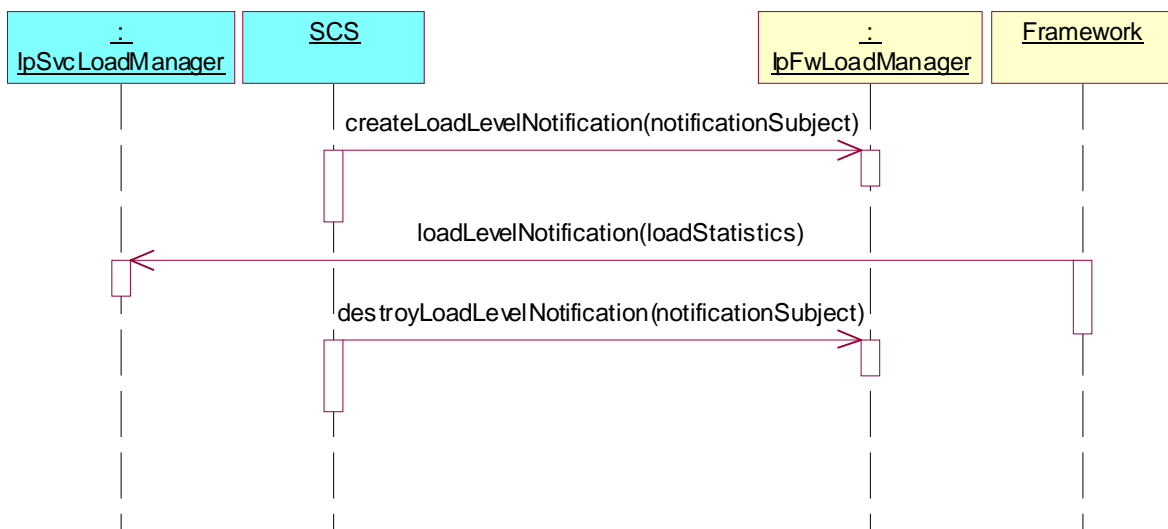 :
IpSvcLoadManager
SCS
:
IpFwLoadManager
Framework
createLoadLevelNotification(notificationSubject)
loadLevelNotification(loadStatistics)
destroyLoadLevelNotification(notificationSubject)